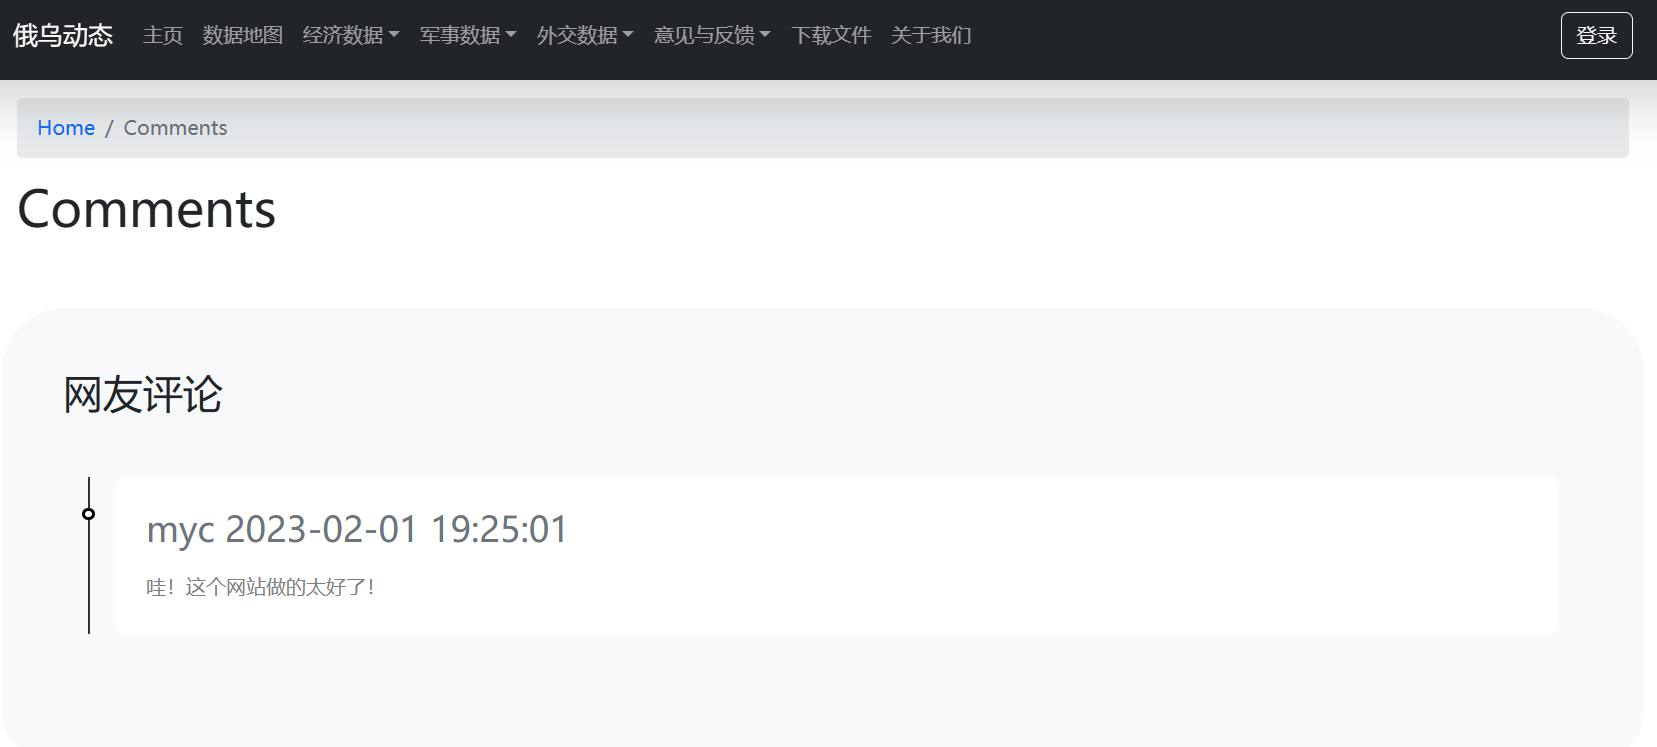 俄乌动态 主页 数据地图 经济数据 军事数据 外交数据 意见与反馈 下载文件 关于我们 登录
Home / Comments
Comments
网友评论
myc 2023-02-01 19:25:01
哇！这个网站做的太好了！